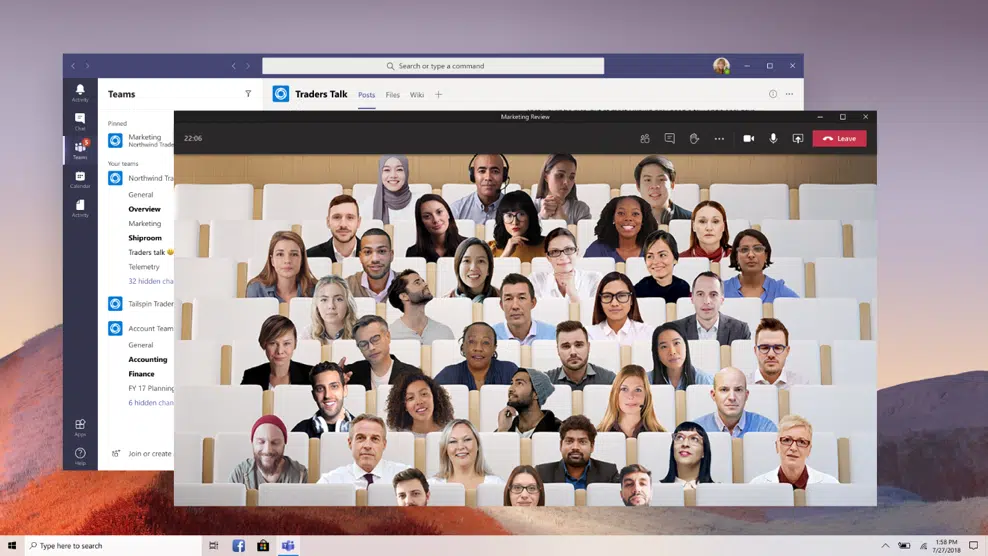 Search or type a command
Activity
Teams
Traders Talk
Posts
Files
Wiki
Marketing Review
Pinned
Chat
Marketing
Northwind Trade
22:06
Leave
5
Teams
Your teams
Northwind Tra
Calendar
General
Overview
Activity
Marketing
Shiproom
Traders talk
Telemetry
32 hidden cha
Tailspin Trader
Account Team
General
Accounting
Finance
FY 17 Planning
6 hidden chan
Apps
Help
Join or create
Type here to search
1:58 PM
7/27/2018